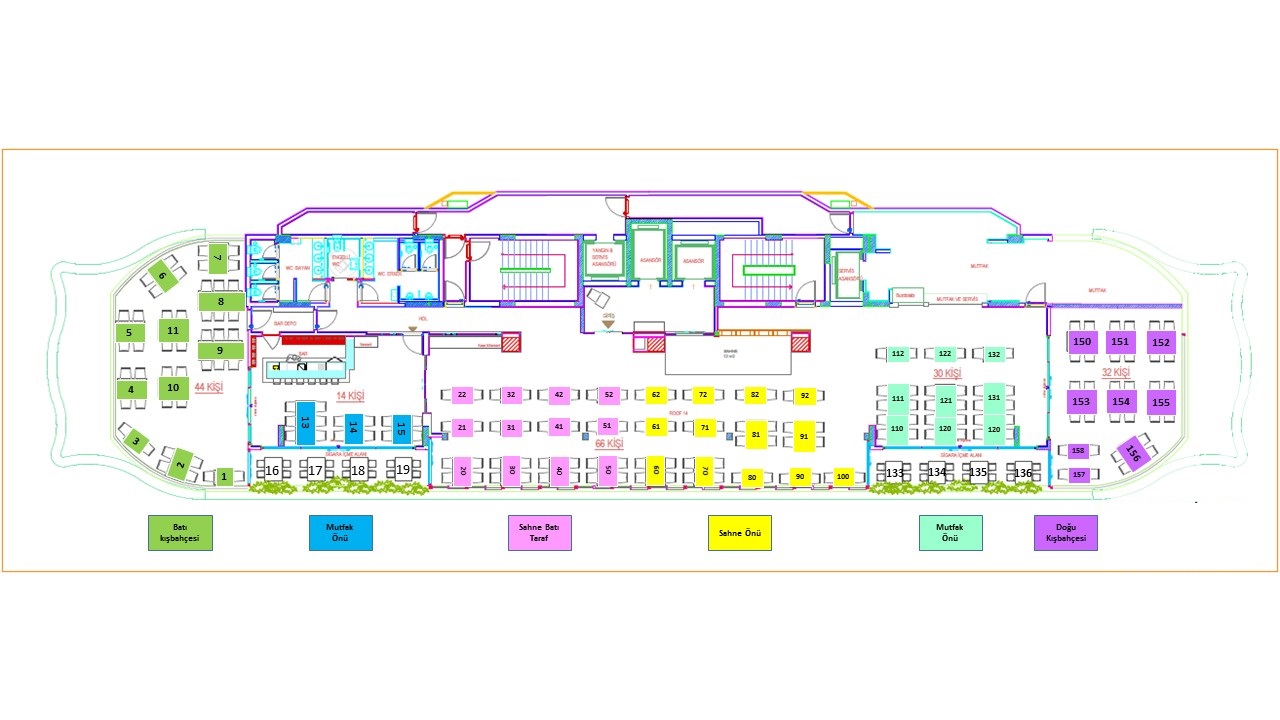 WC BAYAN
ENGELLİ
WC
WC ERKEK
YANGIN &
SERVİS
ASANSÖRÜ
ASANSÖR
ASANSÖR
SERVİS
ASANSÖRÜ
MUTFAK
MUTFAK
MUTFAK VE SERVİS
BAR DEPO
HOL
GİRİŞ
BAR
SAHNE
7
6
8
5
11
9
4
10
44 KİŞİ
3
2
1
14 KİŞİ
13
14
15
SİGARA İÇME ALANI
16
17
18
19
22
32
42
52
62
72
82
92
ROOF 14
21
31
41
51
61
71
81
91
66 KİŞİ
20
30
40
50
60
70
80
90
100
112
122
132
30 KİŞİ
111
121
131
110
120
120
SİGARA İÇME ALANI
133
134
135
136
150
151
152
32 KİŞİ
153
154
155
158
156
157
Batı
kışbahçesi
Mutfak
Önü
Sahne Batı
Taraf
Sahne Önü
Mutfak
Önü
Doğu
Kışbahçesi